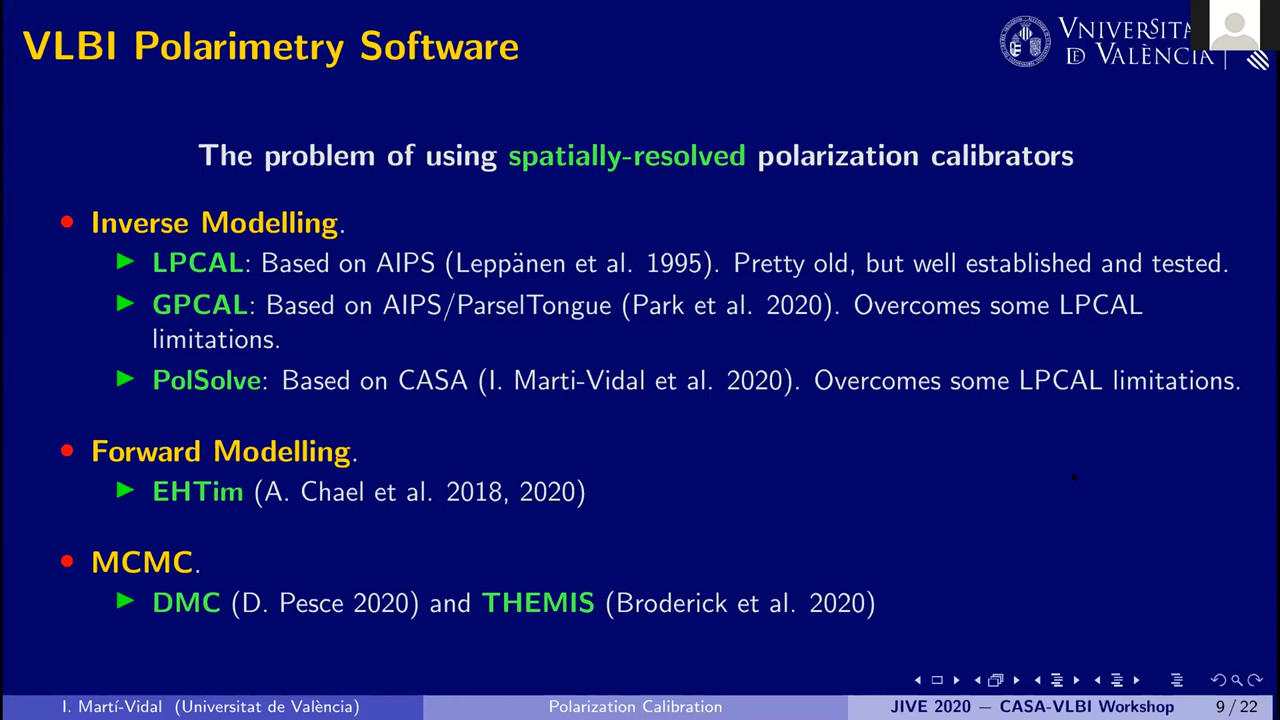 VLBI Polarimetry Software
VNIVERSITA
DE VALÈNCIA
The problem of using spatially-resolved polarization calibrators
• Inverse Modelling.
▶ LPCAL: Based on AIPS (Leppänen et al. 1995). Pretty old, but well established and tested.
▶ GPCAL: Based on AIPS/ParselTongue (Park et al. 2020). Overcomes some LPCAL
limitations.
▶ PolSolve: Based on CASA (I. Marti-Vidal et al. 2020). Overcomes some LPCAL limitations.
• Forward Modelling.
▶ EHTim (A. Chael et al. 2018, 2020)
• MCMC.
▶ DMC (D. Pesce 2020) and THEMIS (Broderick et al. 2020)
I. Martí-Vidal (Universitat de València)
Polarization Calibration
JIVE 2020 – CASA-VLBI Workshop
9 / 22